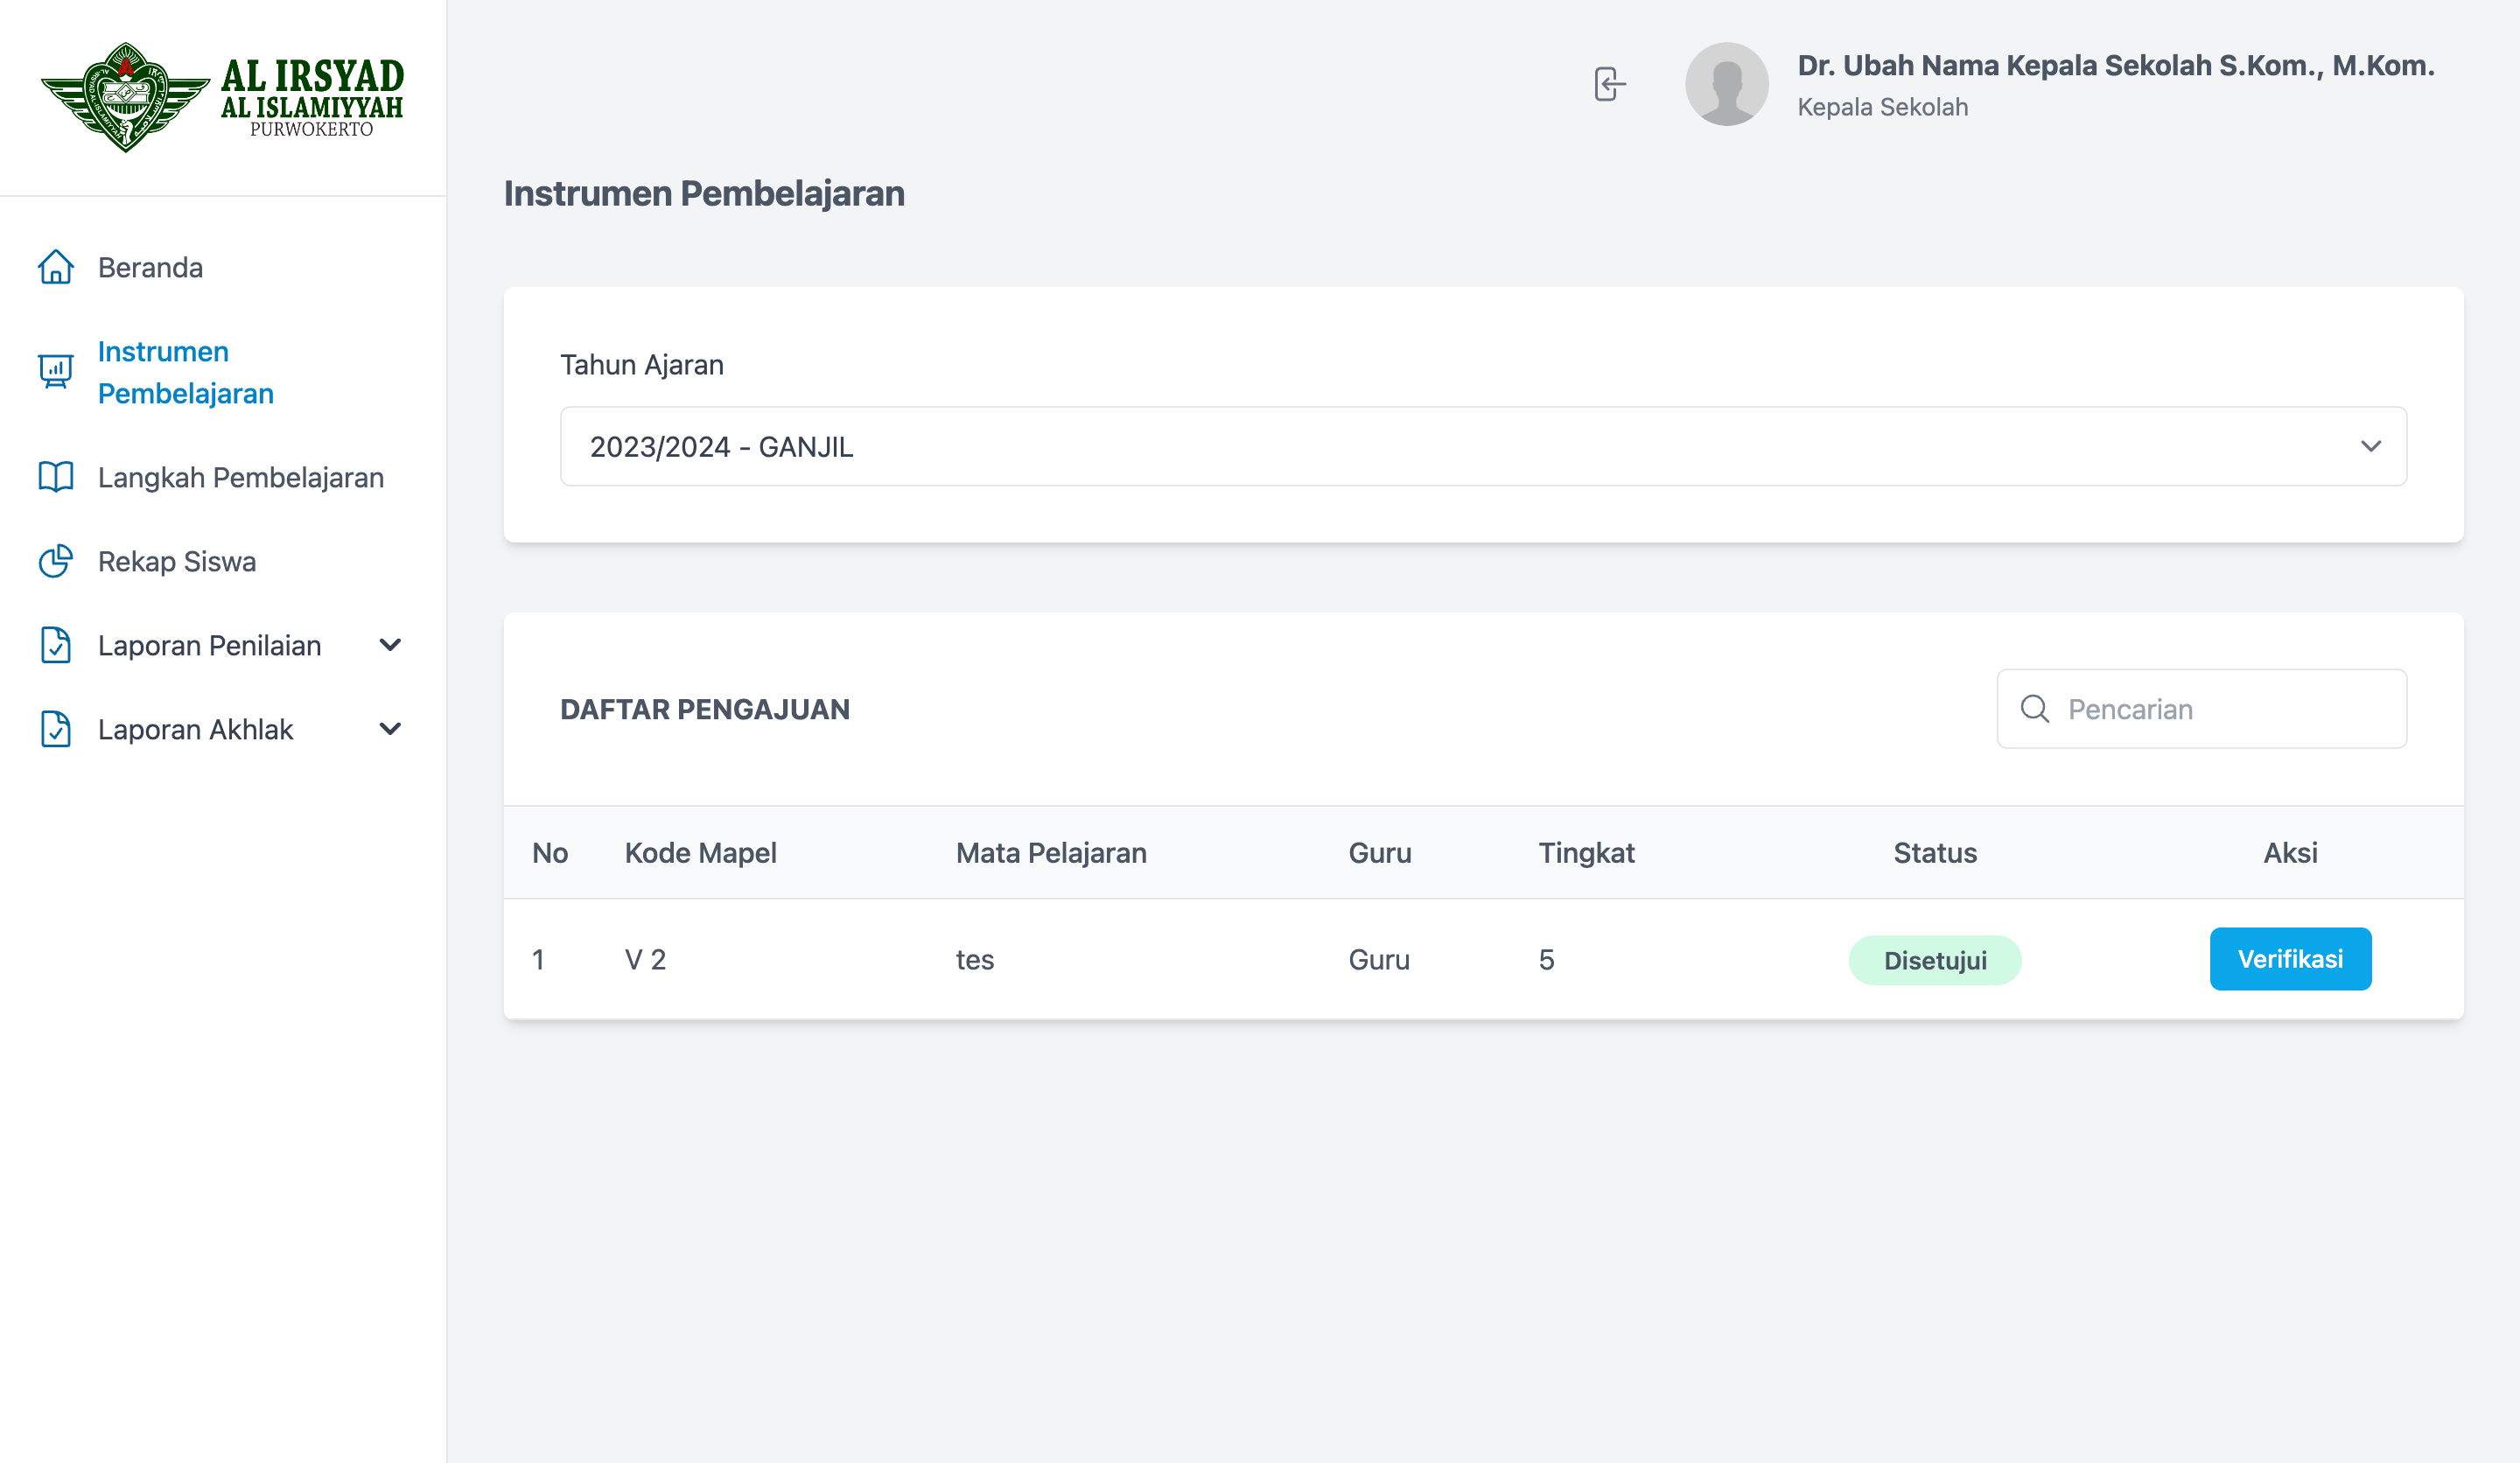 AL IRSYAD
AL ISLAMIYYAH
PURWOKERTO
Dr. Ubah Nama Kepala Sekolah S.Kom., M.Kom.
Kepala Sekolah
Beranda
Instrumen
Pembelajaran
Langkah Pembelajaran
Rekap Siswa
Laporan Penilaian
Laporan Akhlak
Instrumen Pembelajaran
Tahun Ajaran
2023/2024 - GANJIL
DAFTAR PENGAJUAN
Pencarian
No Kode Mapel Mata Pelajaran Guru Tingkat Status Aksi
1 V 2 tes Guru 5 Disetujui Verifikasi